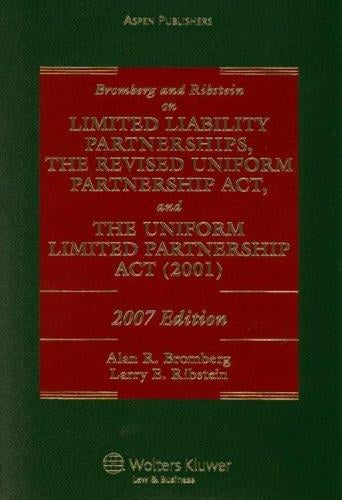 ASPEN PUBLISHERS
Bromberg and Ribstein
on
LIMITED LIABILITY
PARTNERSHIPS,
THE REVISED UNIFORM
PARTNERSHIP ACT,
and
THE UNIFORM
LIMITED PARTNERSHIP
ACT (2001)
2007 Edition
Alan R. Bromberg
Larry E. Ribstein
Wolters Kluwer
Law & Business